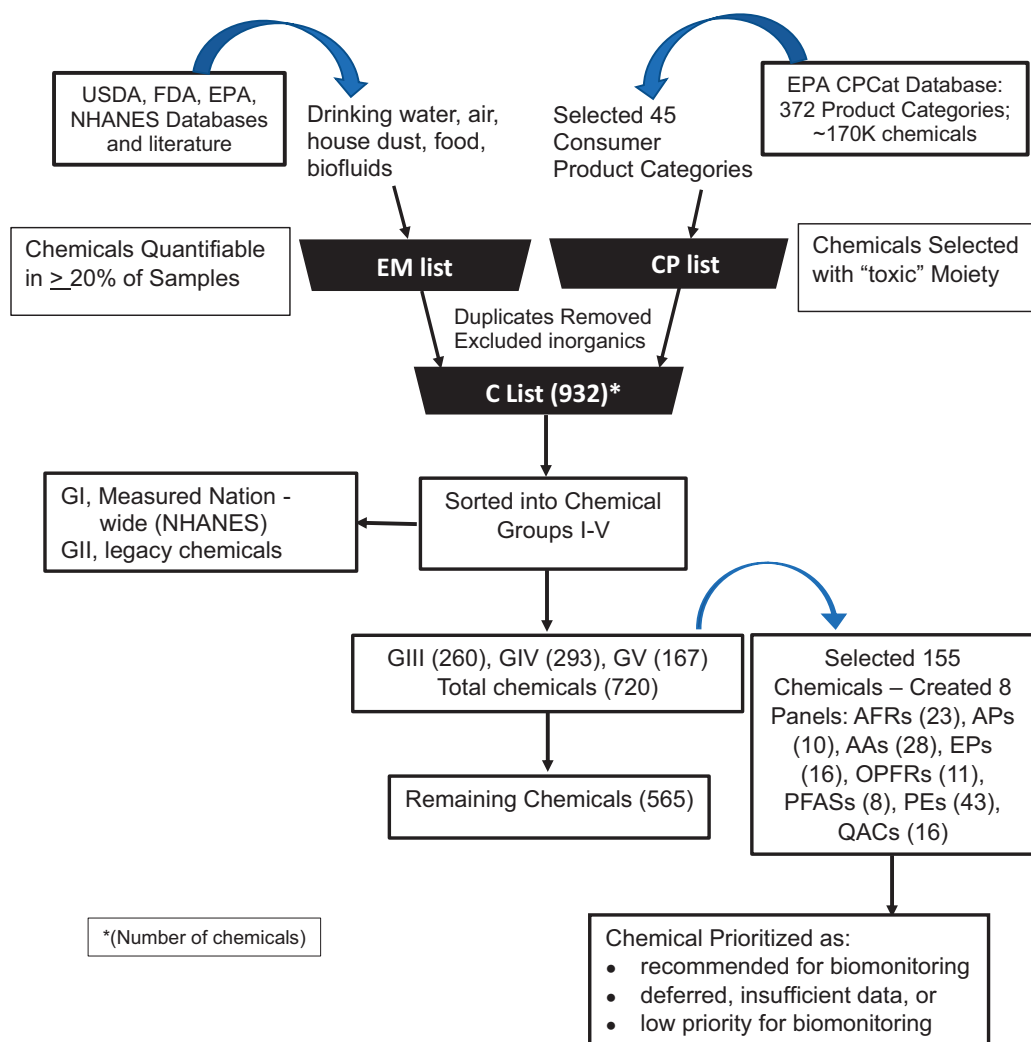 USDA, FDA, EPA,
NHANES Databases
and literature
Drinking water, air,
house dust, food,
biofluids
Selected 45
Consumer
Product Categories
EPA CPCat Database:
372 Product Categories;
~170K chemicals
Chemicals Quantifiable
in > 20% of Samples
EM list
CP list
Chemicals Selected
with “toxic” Moiety
Duplicates Removed
Excluded inorganics
C List (932)*
GI, Measured Nation -
wide (NHANES)
GII, legacy chemicals
Sorted into Chemical
Groups I-V
GIII (260), GIV (293), GV (167)
Total chemicals (720)
Selected 155
Chemicals – Created 8
Panels: AFRs (23), APs
(10), AAs (28), EPs
(16), OPFRs (11),
PFASs (8), PEs (43),
QACs (16)
Remaining Chemicals (565)
*(Number of chemicals)
Chemical Prioritized as:
• recommended for biomonitoring
• deferred, insufficient data, or
• low priority for biomonitoring